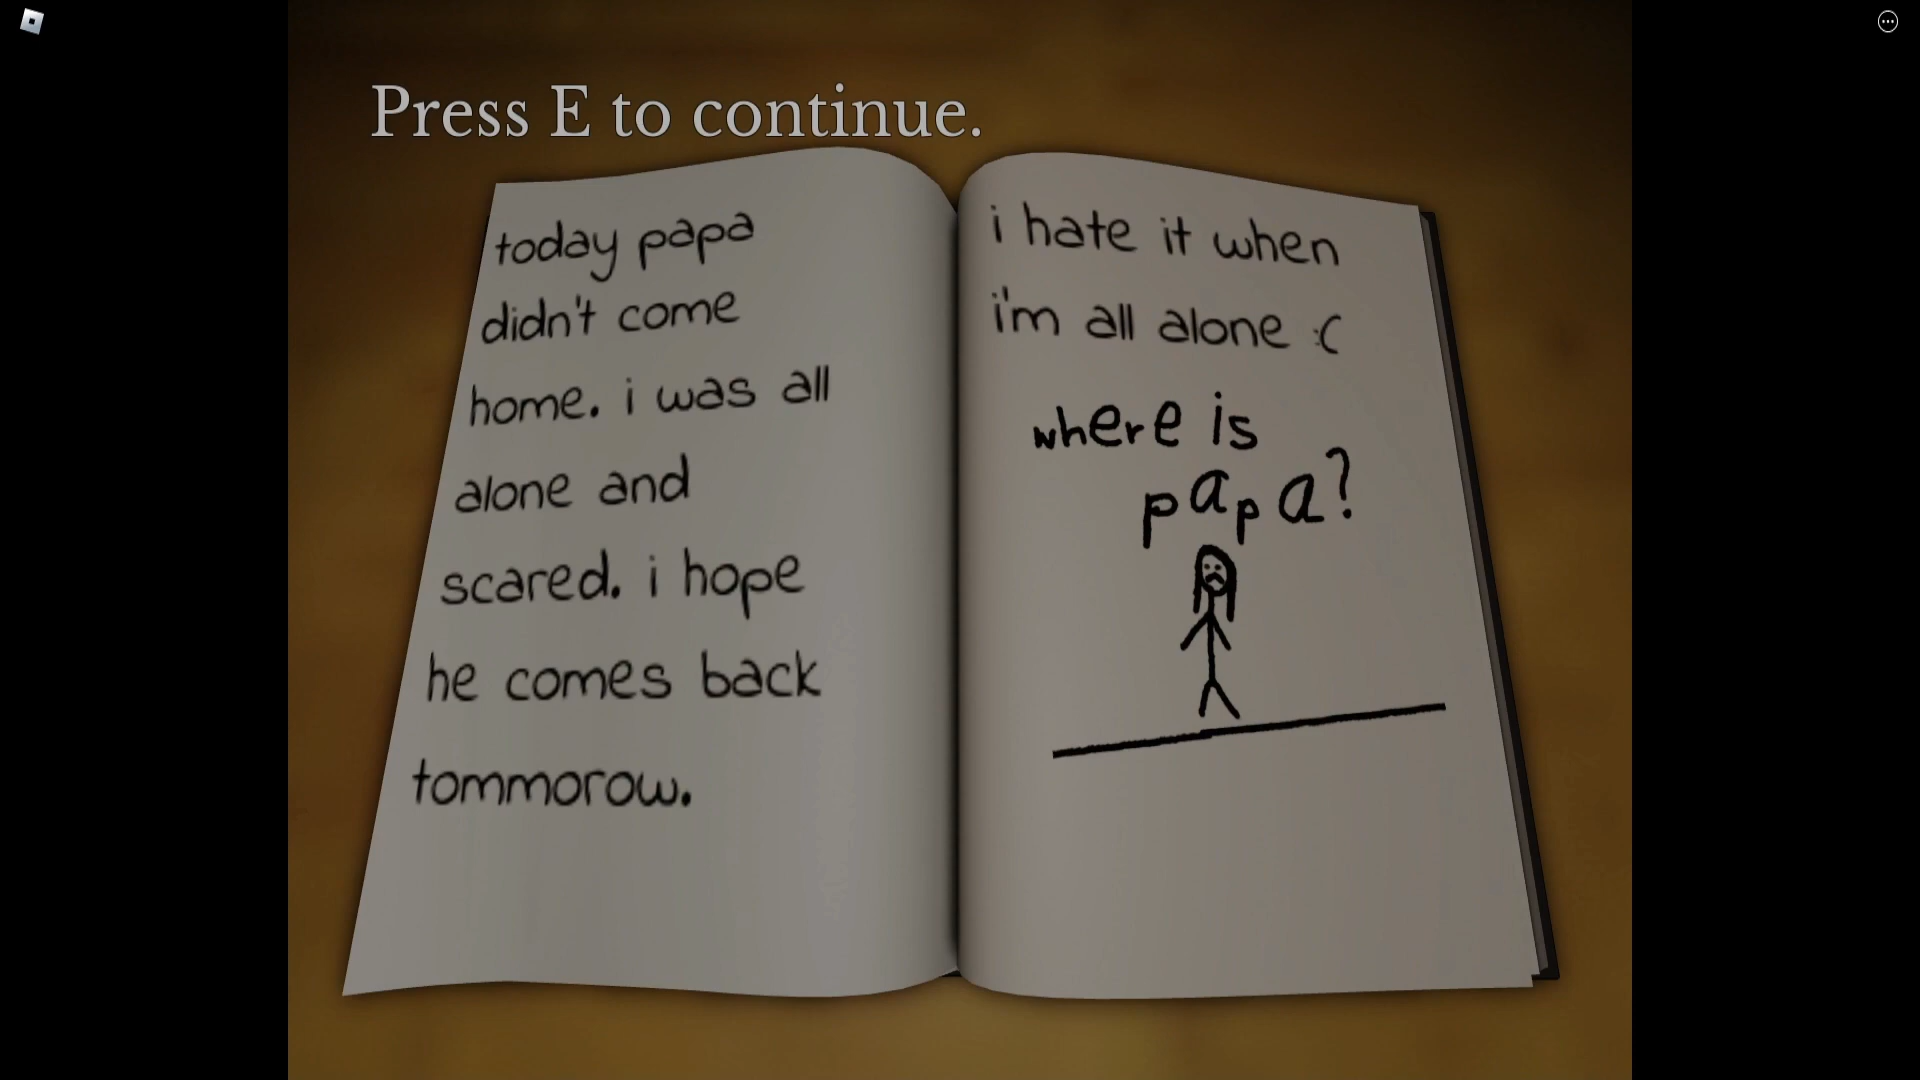 Press E to continue.
today papa
didn't come
home. i was all
alone and
scared. i hope
he comes back
tommorow.
i hate it when
i'm all alone :(
where is
papa?